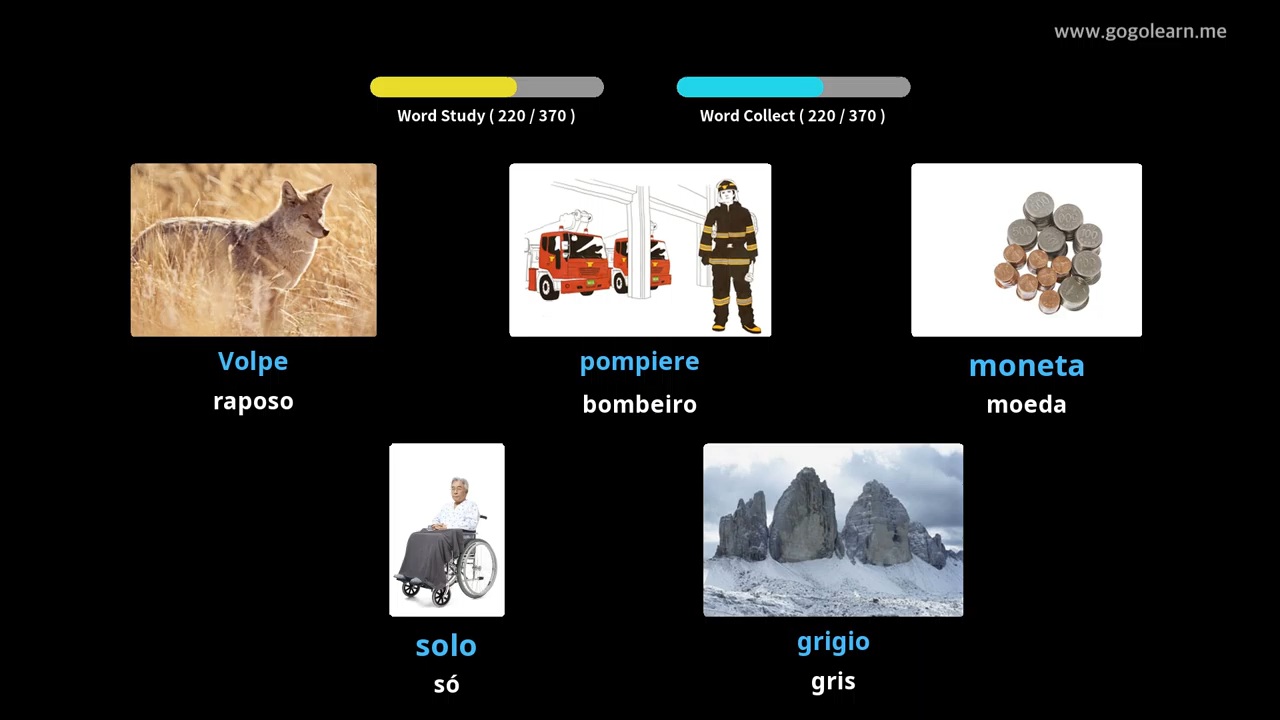 www.gogolearn.me
Word Study ( 220 / 370 )
Word Collect ( 220 / 370 )
Volpe
raposo
pompiere
bombeiro
moneta
moeda
solo
só
grigio
gris